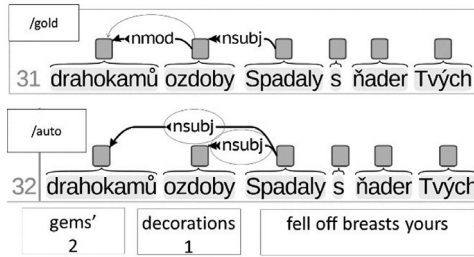 /gold
nmod nsubj
31 drahokamů ozdoby Spadaly s ňader Tvých
/auto
nsubj
nsubj
32 drahokamů ozdoby Spadaly s ňader Tvých
gems’ decorations fell off breasts yours
2 1